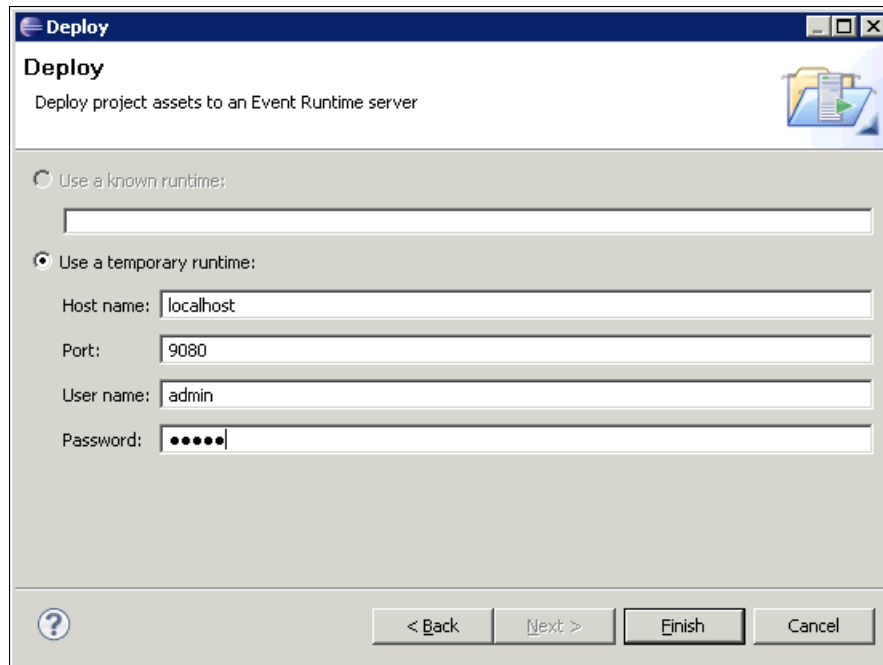 Deploy
Deploy
Deploy project assets to an Event Runtime server
Use a known runtime:
Use a temporary runtime:
Host name: localhost
Port: 9080
User name: admin
Password: ●●●●●
? < Back Next > Finish Cancel